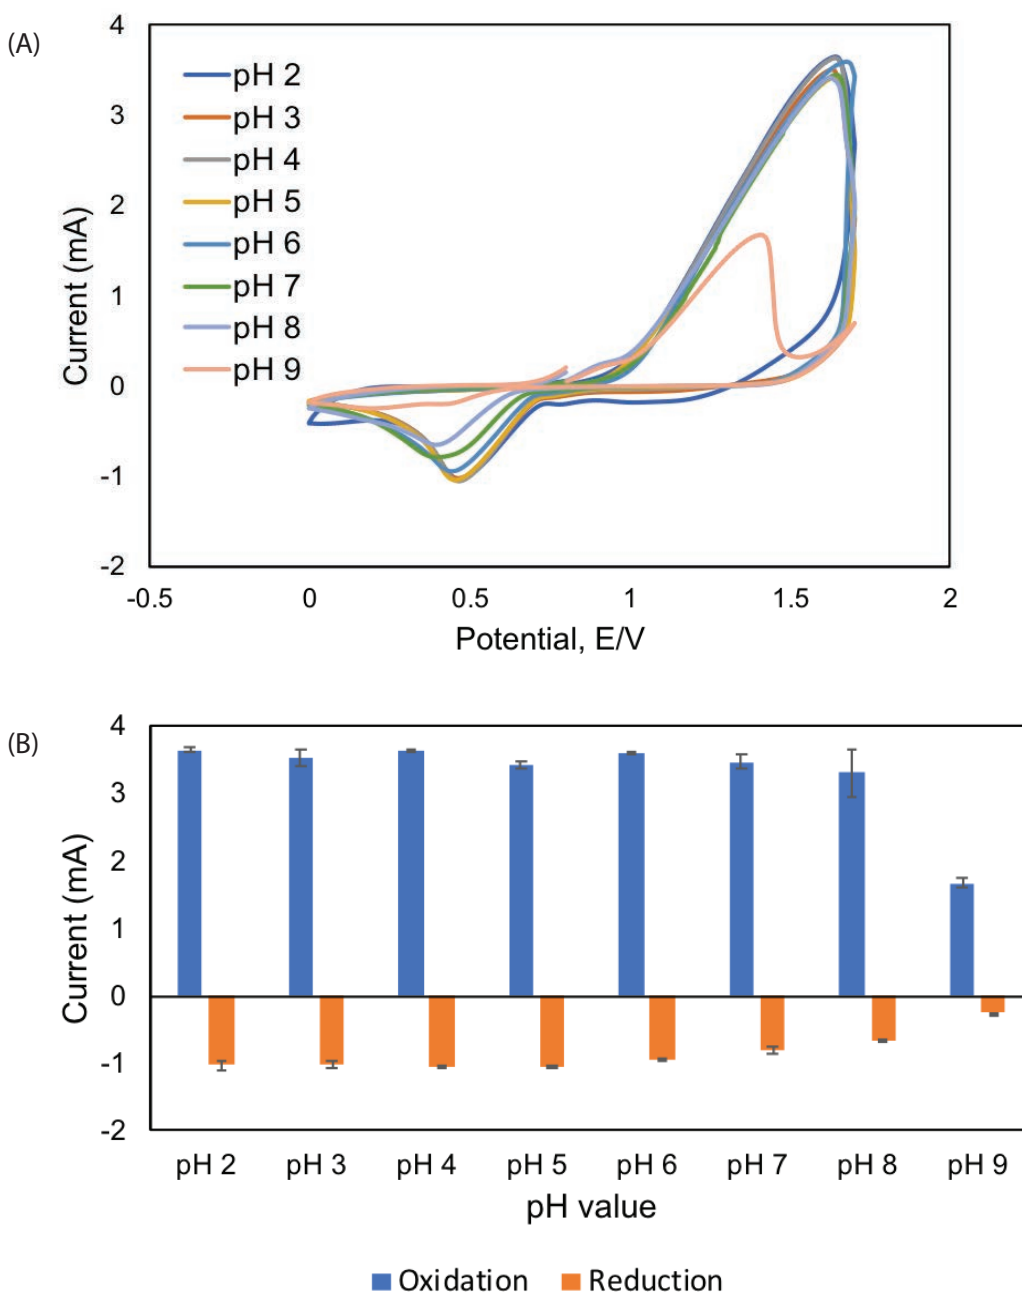 (A)
4
3
2
1
0
-1
-2
Current (mA)
pH 2
pH 3
pH 4
pH 5
pH 6
pH 7
pH 8
pH 9
-0.5 0 0.5 1 1.5 2
Potential, E/V
(B)
4
3
2
1
0
-1
-2
Current (mA)
pH 2 pH 3 pH 4 pH 5 pH 6 pH 7 pH 8 pH 9
pH value
Oxidation Reduction